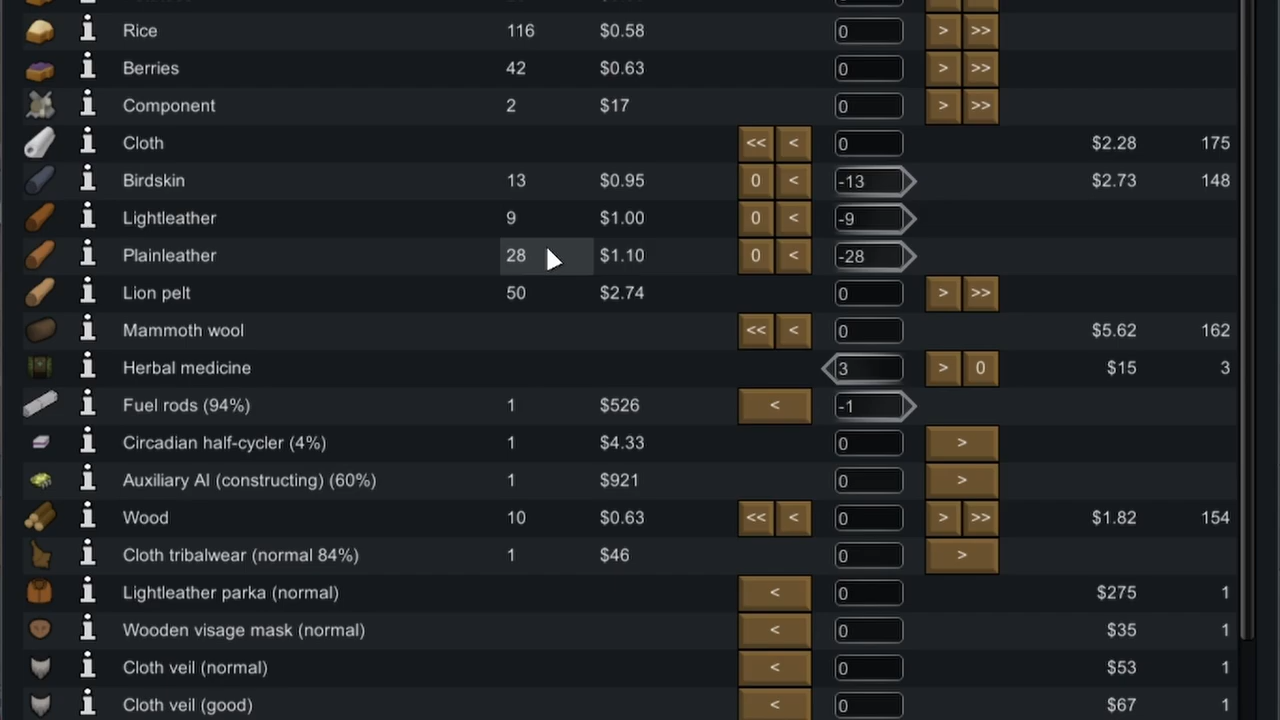 Rice 116 $0.58 0 > >>
Berries 42 $0.63 0 > >>
Component 2 $17 0 > >>
Cloth << < 0 $2.28 175
Birdskin 13 $0.95 0 < -13 $2.73 148
Lightleather 9 $1.00 0 < -9
Plainleather 28 $1.10 0 < -28
Lion pelt 50 $2.74 0 > >>
Mammoth wool << < 0 $5.62 162
Herbal medicine 3 > 0 $15 3
Fuel rods (94%) 1 $526 < -1
Circadian half-cycler (4%) 1 $4.33 0 >
Auxiliary AI (constructing) (60%) 1 $921 0 >
Wood 10 $0.63 << < 0 > >> $1.82 154
Cloth tribalwear (normal 84%) 1 $46 0 >
Lightleather parka (normal) < 0 $275 1
Wooden visage mask (normal) < 0 $35 1
Cloth veil (normal) < 0 $53 1
Cloth veil (good) < 0 $67 1